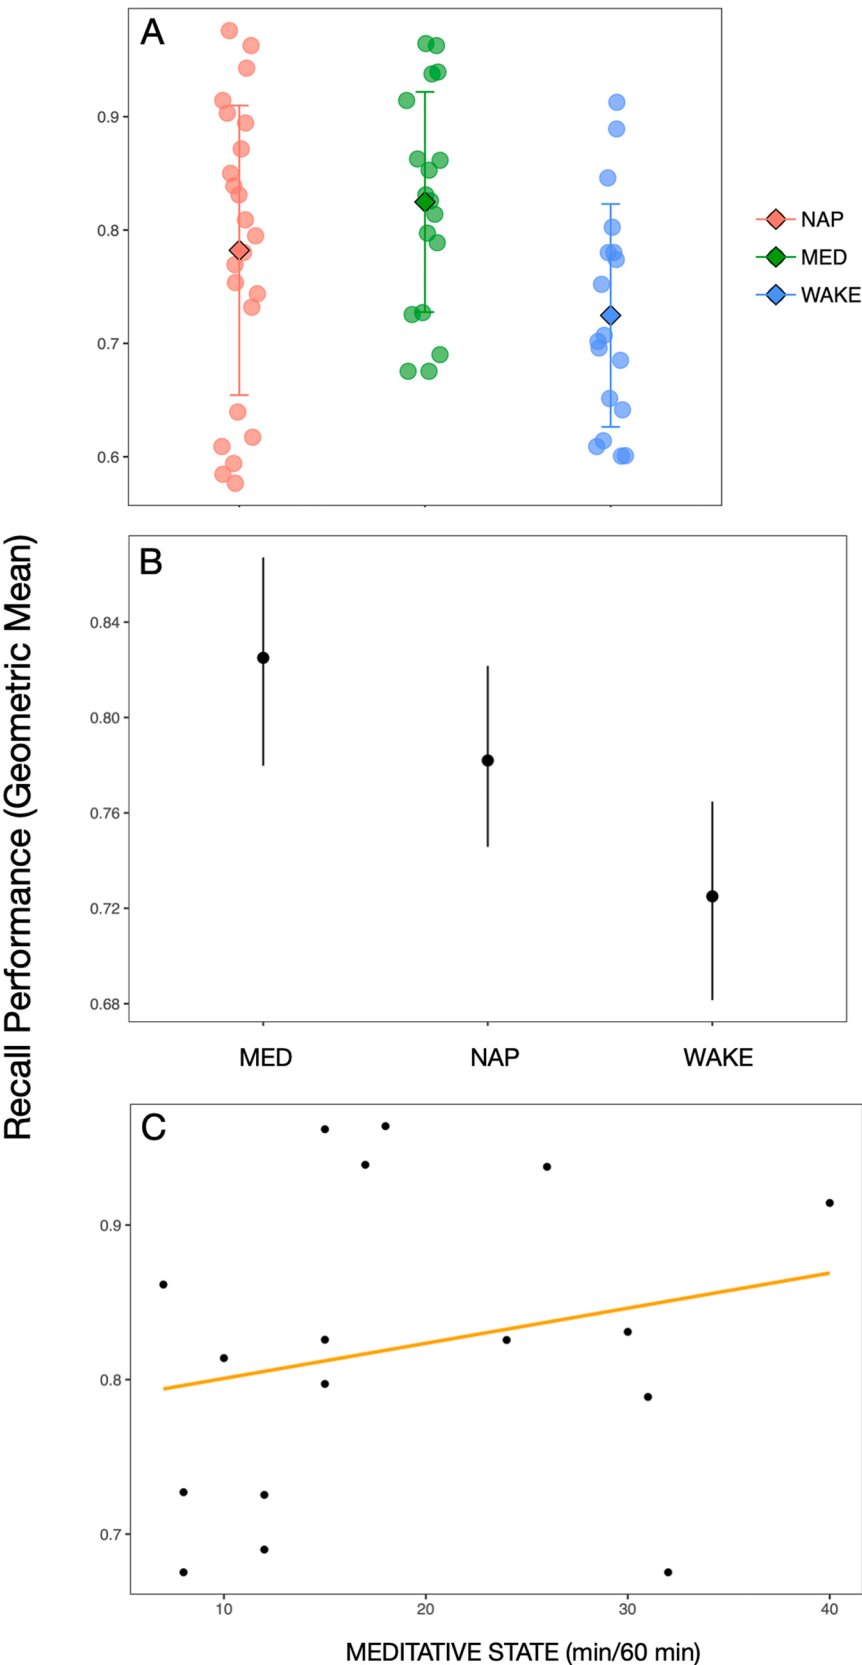 A
0.9
0.8
0.7
0.6
NAP
MED
WAKE
Recall Performance (Geometric Mean)
B
0.84
0.80
0.76
0.72
0.68
MED NAP WAKE
C
0.9
0.8
0.7
10 20 30 40
MEDITATIVE STATE (min/60 min)